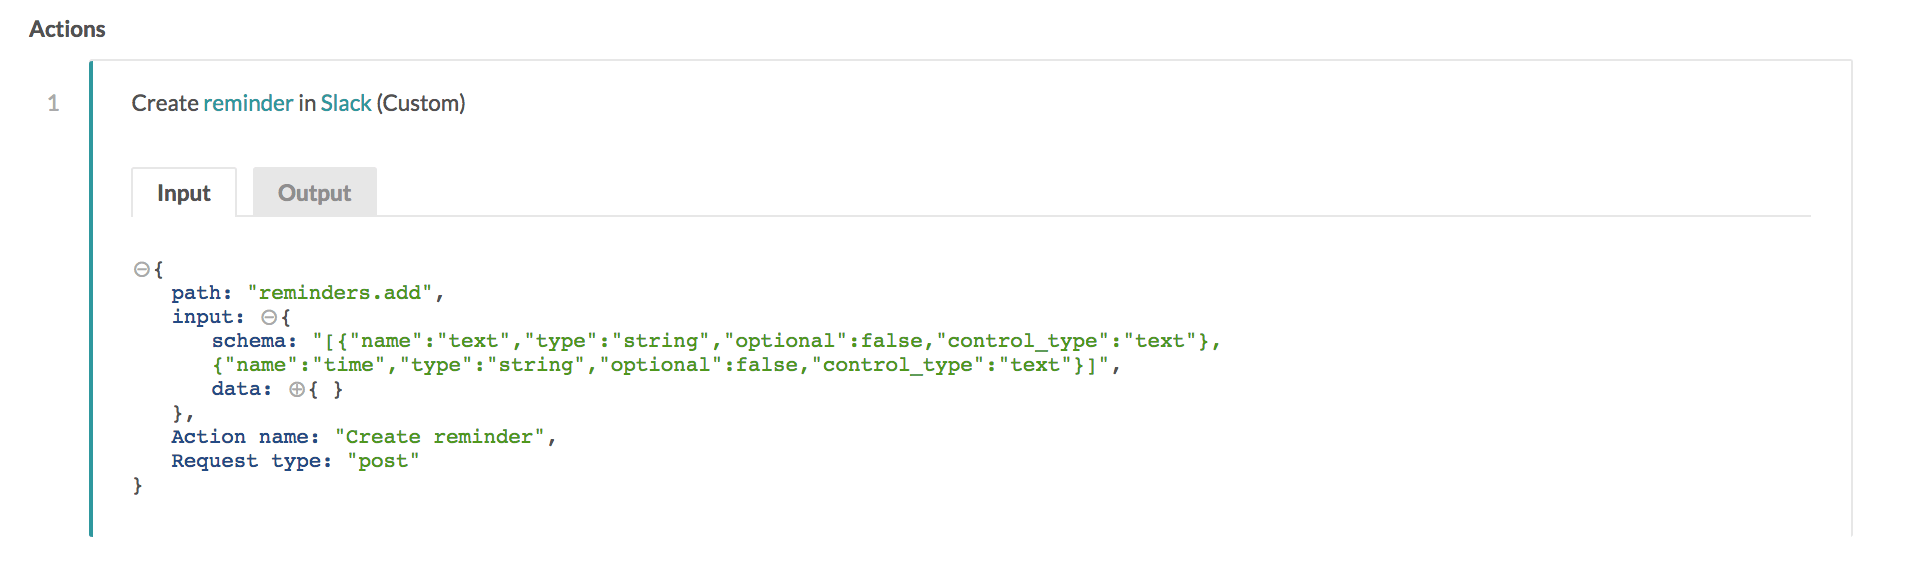 Actions
1
Create reminder in Slack (Custom)
Input Output
{
path: "reminders.add",
input: {
schema: "[{"name":"text","type":"string","optional":false,"control_type":"text"},
{"name":"time","type":"string","optional":false,"control_type":"text"}]",
data: { }
},
Action name: "Create reminder",
Request type: "post"
}